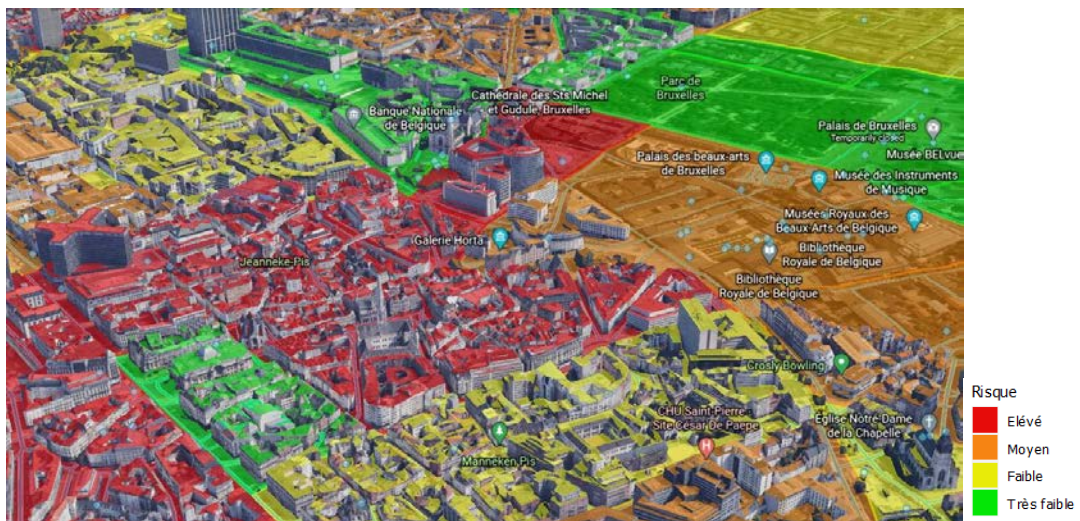 Parc de
Bruxelles
Cathédrale des Sts Michel
et Gudule, Bruxelles
Banque Nationale
de Belgique
Palais de Bruxelles
Temporarily closed
Musée BELvue
Palais des beaux-arts
de Bruxelles
Musée des Instruments
de Musique
Musées Royaux des
Beaux-Arts de Belgique
Galerie Horta
Bibliothèque
Royale de Belgique
Jeanneke-Pis
Bibliothèque
Royale de Belgique
Crosly Bowling
CHU Saint-Pierre :
Site César De Paepe
Église Notre-Dame
de la Chapelle
Manneken Pis
Risque
Elévé
Moyen
Faible
Très faible